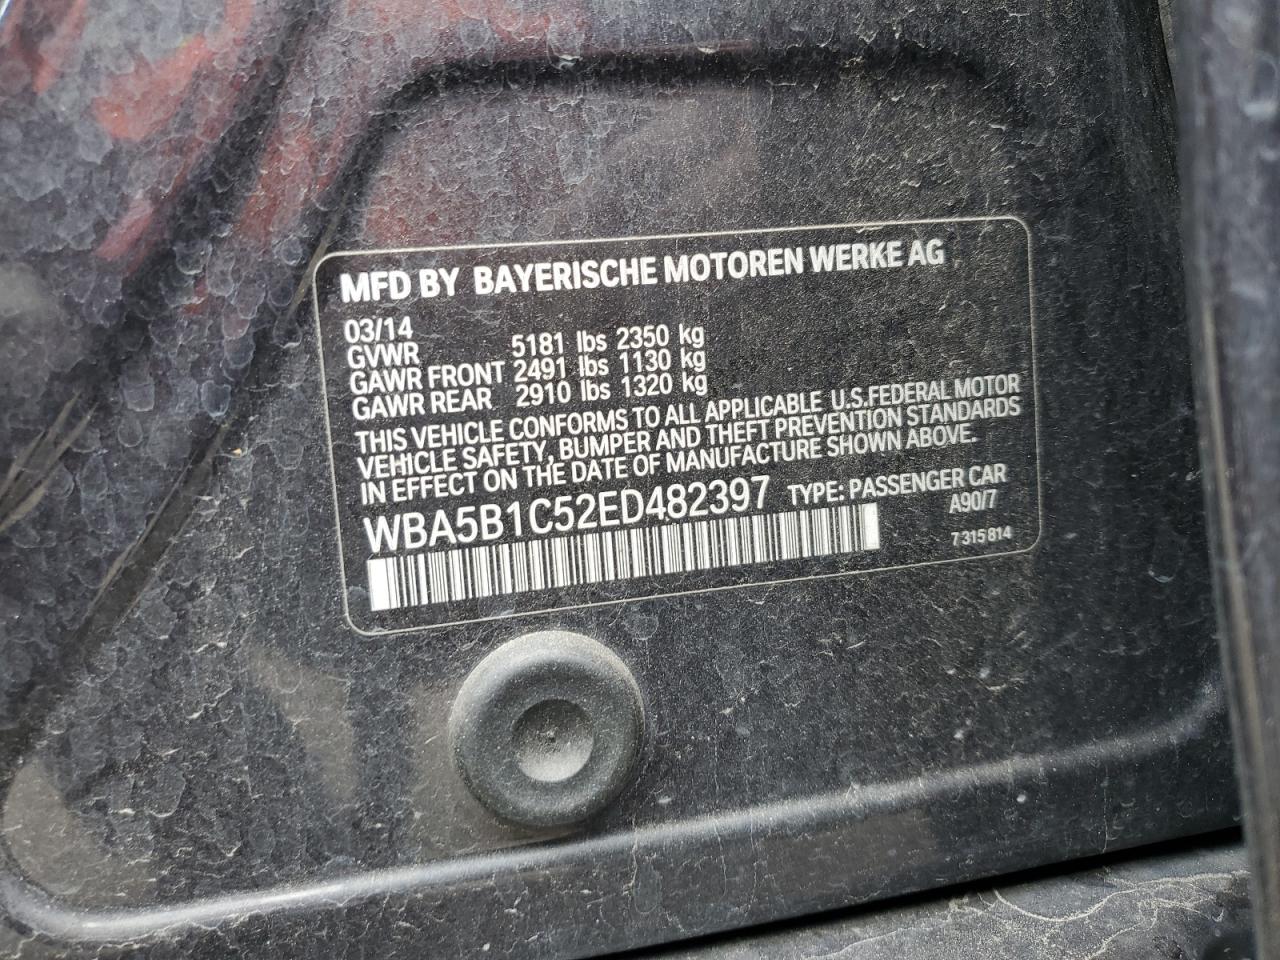 MFD BY BAYERISCHE MOTOREN WERKE AG
03/14
GVWR 5181 lbs 2350 kg
GAWR FRONT 2491 lbs 1130 kg
GAWR REAR 2910 lbs 1320 kg
THIS VEHICLE CONFORMS TO ALL APPLICABLE U.S.FEDERAL MOTOR
VEHICLE SAFETY, BUMPER AND THEFT PREVENTION STANDARDS
IN EFFECT ON THE DATE OF MANUFACTURE SHOWN ABOVE.
WBA5B1C52ED482397 TYPE: PASSENGER CAR
A90/7
7 315 814